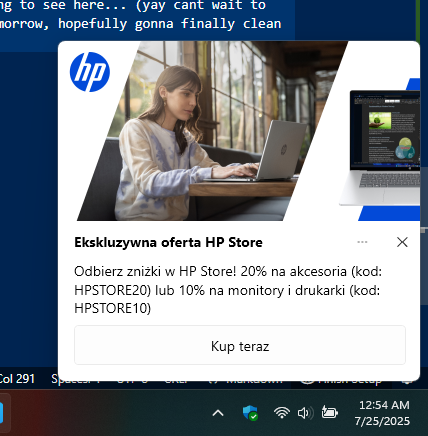 ng to see here... (yay cant wait to
morrow, hopefully gonna finally clean
hp
Ekskluzywna oferta HP Store
Odbierz zniżki w HP Store! 20% na akcesoria (kod:
HPSTORE20) lub 10% na monitory i drukarki (kod:
HPSTORE10)
Kup teraz
Col 291
12:54 AM
7/25/2025